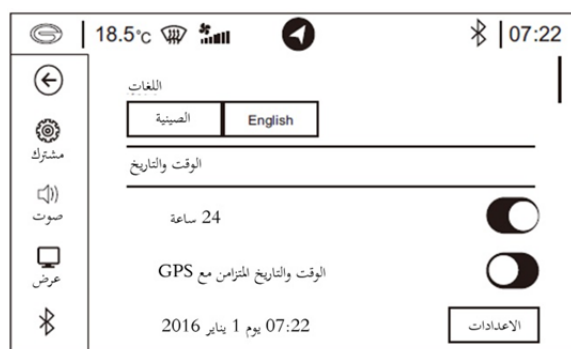 18.5°c
07:22
اللغات
الصينية
English
مشترك
الوقت والتاريخ
صوت
24 ساعة
عرض
الوقت والتاريخ المتزامن مع GPS
07:22 يوم 1 يناير 2016
الاعدادات